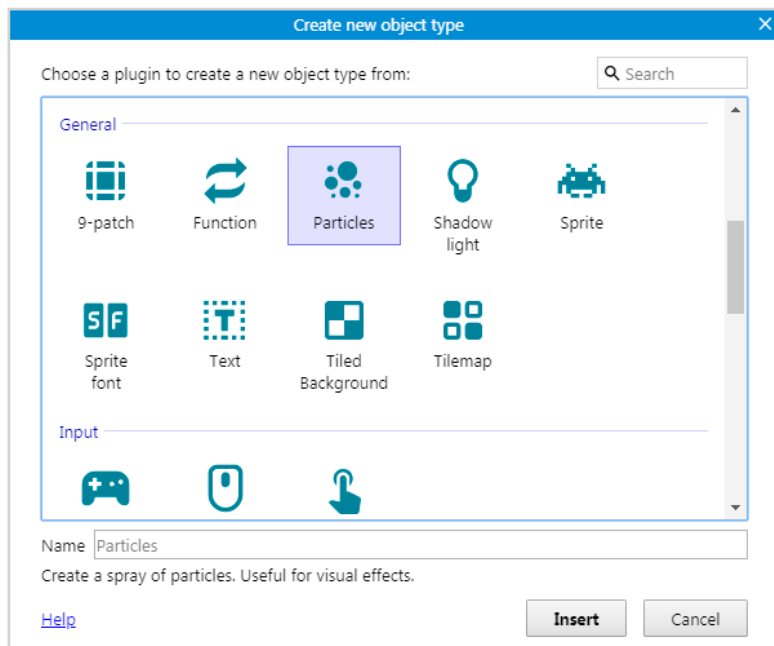 Create new object type
Choose a plugin to create a new object type from:
Search
General
9-patch
Function
Particles
Shadow
light
Sprite
S F
Sprite
font
T
Text
Tiled
Background
Tilemap
Input
Name Particles
Create a spray of particles. Useful for visual effects.
Help
Insert
Cancel